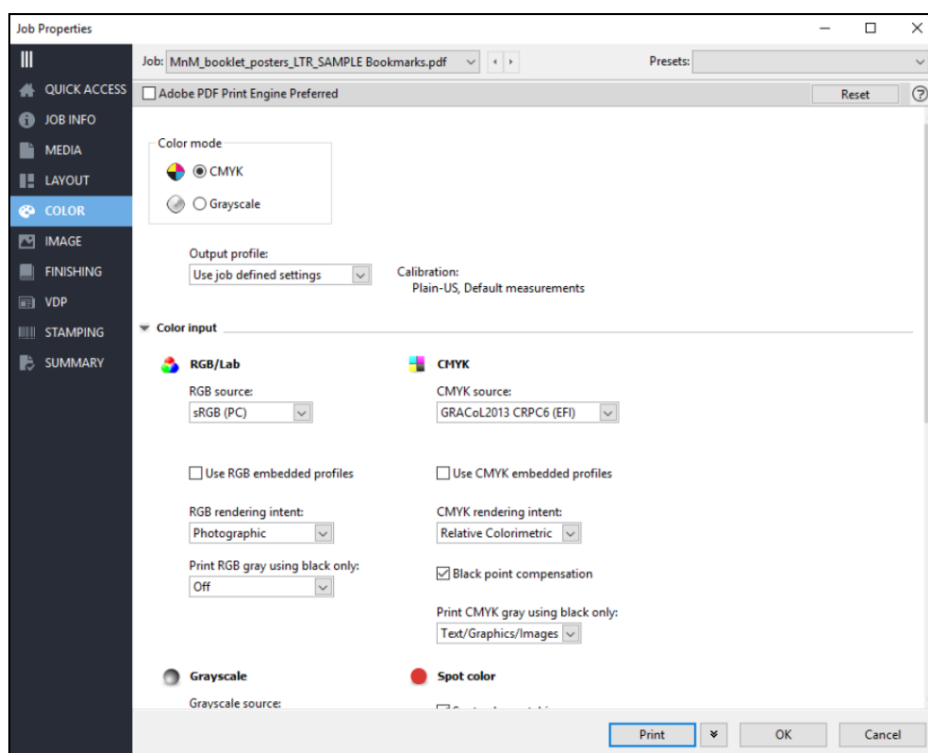 Job Properties
Job: MnM_booklet_posters_LTR_SAMPLE Bookmarks.pdf
Presets:
QUICK ACCESS
JOB INFO
MEDIA
LAYOUT
COLOR
IMAGE
FINISHING
VDP
STAMPING
SUMMARY
Adobe PDF Print Engine Preferred
Reset
?
Color mode
CMYK
Grayscale
Output profile:
Use job defined settings
Calibration:
Plain-US, Default measurements
Color input
RGB/Lab
RGB source:
sRGB (PC)
Use RGB embedded profiles
RGB rendering intent:
Photographic
Print RGB gray using black only:
Off
CMYK
CMYK source:
GRACoL2013 CRPC6 (EFI)
Use CMYK embedded profiles
CMYK rendering intent:
Relative Colorimetric
Black point compensation
Print CMYK gray using black only:
Text/Graphics/Images
Grayscale
Grayscale source:
Spot color
Print
OK
Cancel